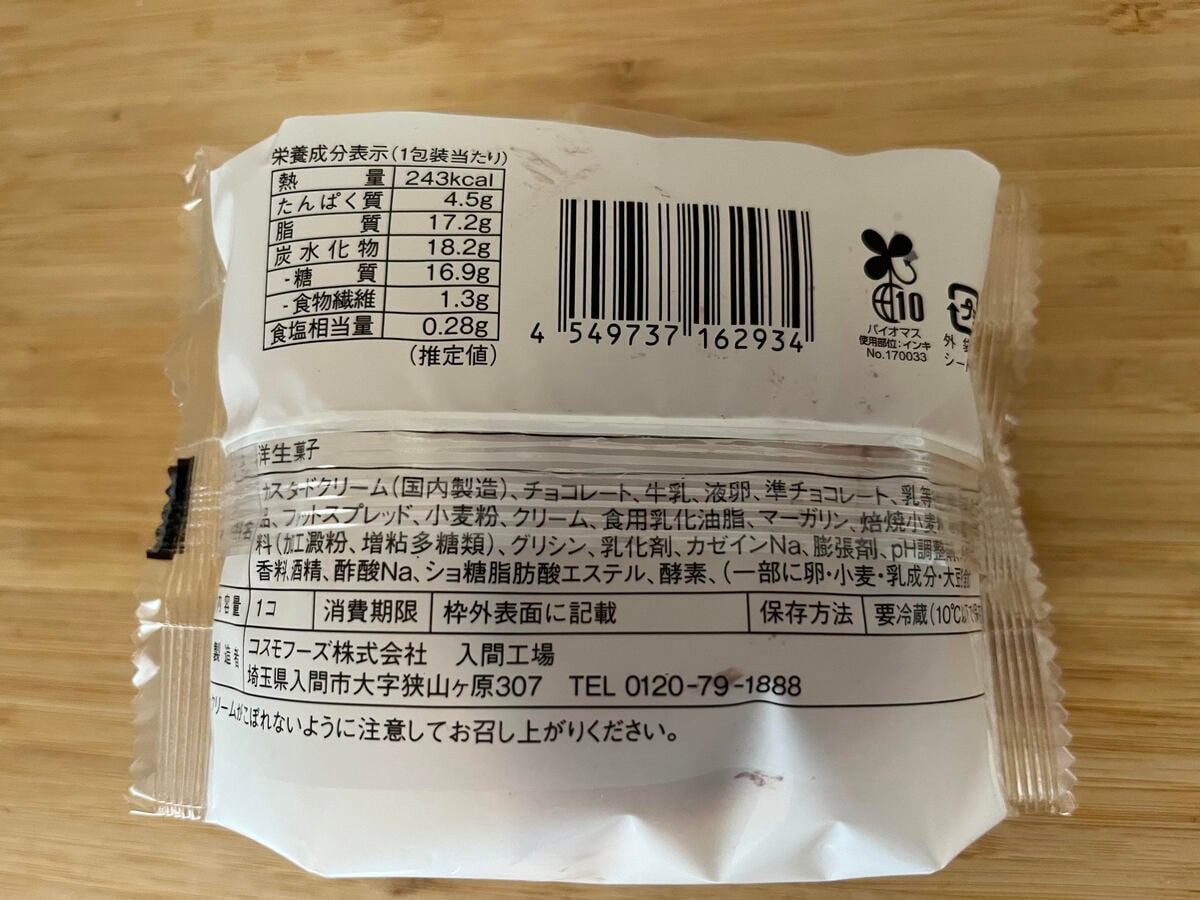 栄養成分表示(1包装当たり)
熱量 243kcal
たんぱく質 4.5g
脂質 17.2g
炭水化物 18.2g
-糖質 16.9g
-食物繊維 1.3g
食塩相当量 0.28g
(推定値)
4 549737 162934
10
バイオマス
使用部位:インキ
No.170033
外袋
シート
洋生菓子
カスタードクリーム(国内製造)、チョコレート、牛乳、液卵、準チョコレート、乳等
品、ファットスプレッド、小麦粉、クリーム、食用乳化油脂、マーガリン、焙焼小麦
料(加工澱粉、増粘多糖類)、グリシン、乳化剤、カゼインNa、膨張剤、pH調整
香料、酒精、酢酸Na、ショ糖脂肪酸エステル、酵素、(一部に卵・小麦・乳成分・大豆
内容量 1コ 消費期限 枠外表面に記載 保存方法 要冷蔵(10℃以下
製造者 コスモフーズ株式会社 入間工場
埼玉県入間市大字狭山ヶ原307 TEL 0120-79-1888
クリームがこぼれないように注意してお召し上がりください。